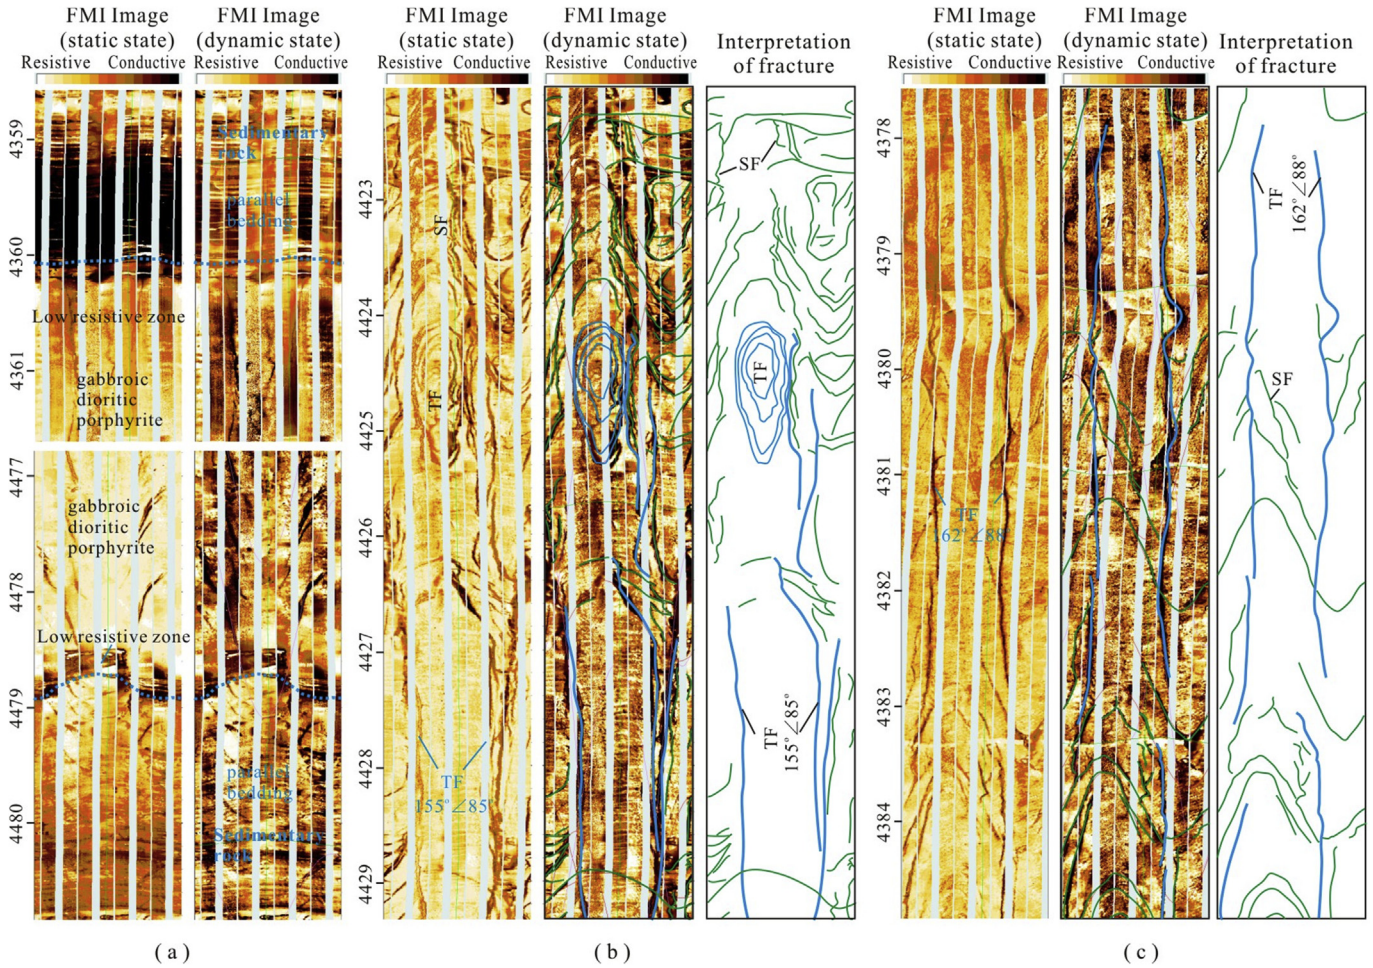 FMI Image
(static state)
Resistive Conductive
FMI Image
(dynamic state)
4359
4360
4361
Sedimentary
rock
parallel
bedding
Low resistive zone
gabbroic
dioritic
porphyrite
4477
4478
4479
4480
gabbroic
dioritic
porphyrite
Low resistive zone
parallel
bedding
Sedimentary
rock
( a )
FMI Image
(static state)
Resistive Conductive
FMI Image
(dynamic state)
Interpretation
of fracture
4423
4424
4425
4426
4427
4428
4429
SF
TF
TF
155°∠85°
SF
TF
TF
155°∠85°
( b )
FMI Image
(static state)
Resistive Conductive
FMI Image
(dynamic state)
Resistive Conductive
Interpretation
of fracture
4378
4379
4380
4381
4382
4383
4384
TF
162°∠88°
TF
162°∠88°
SF
( c )